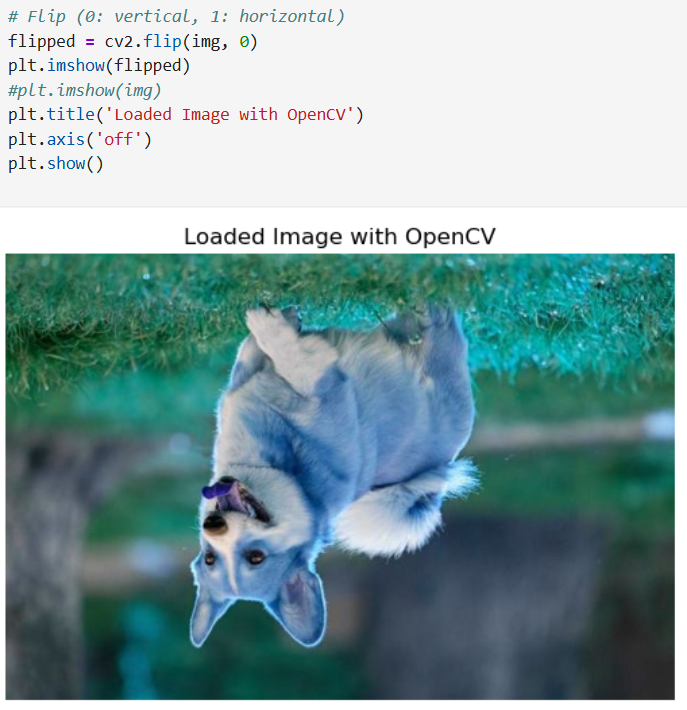 # Flip (0: vertical, 1: horizontal)
flipped = cv2.flip(img, 0)
plt.imshow(flipped)
#plt.imshow(img)
plt.title('Loaded Image with OpenCV')
plt.axis('off')
plt.show()
Loaded Image with OpenCV